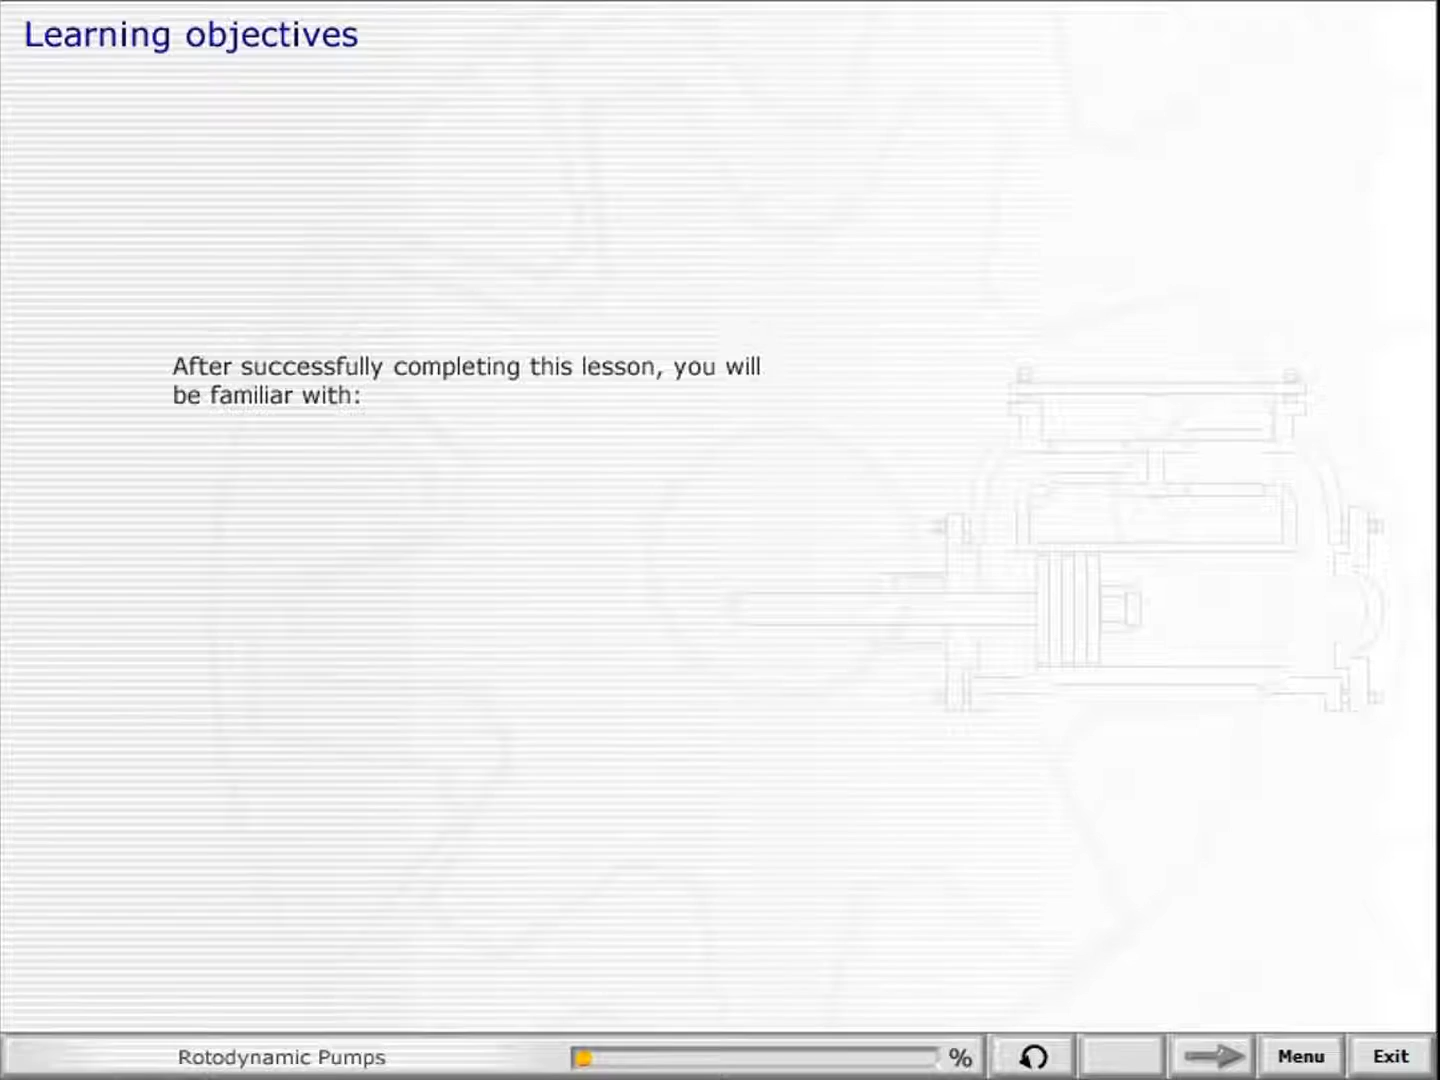 Learning objectives
After successfully completing this lesson, you will
be familiar with:
Rotodynamic Pumps
%
Menu
Exit